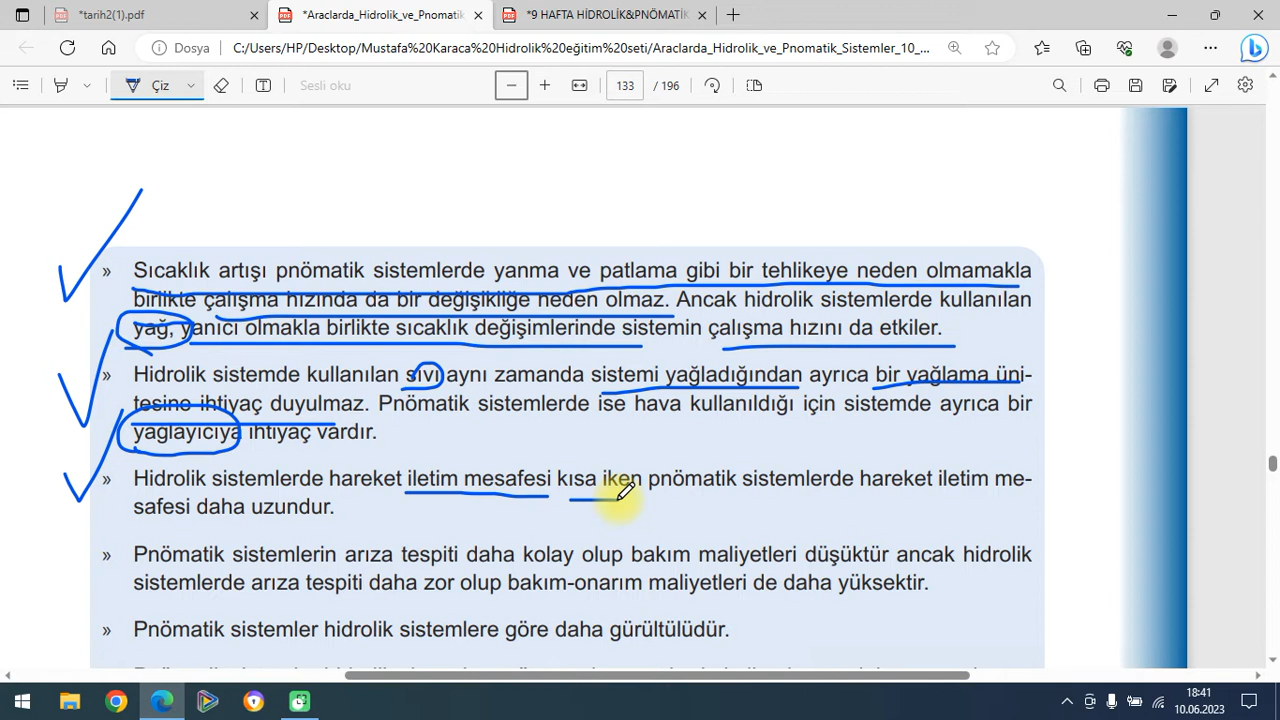 *tarih2(1).pdf
*Araclarda_Hidrolik_ve_Pnomatik
*9 HAFTA HİDROLİK&PNÖMATİK
Dosya
C:/Users/HP/Desktop/Mustafa%20Karaca%20Hidrolik%20eğitim%20seti/Araclarda_Hidrolik_ve_Pnomatik_Sistemler_10_...
Çiz
Sesli oku
133 / 196
» Sıcaklık artışı pnömatik sistemlerde yanma ve patlama gibi bir tehlikeye neden olmamakla
birlikte çalışma hızında da bir değişikliğe neden olmaz. Ancak hidrolik sistemlerde kullanılan
yağ, yanıcı olmakla birlikte sıcaklık değişimlerinde sistemin çalışma hızını da etkiler.
» Hidrolik sistemde kullanılan sıvı aynı zamanda sistemi yağladığından ayrıca bir yağlama üni-
tesine ihtiyaç duyulmaz. Pnömatik sistemlerde ise hava kullanıldığı için sistemde ayrıca bir
yağlayıcıya ihtiyaç vardır.
» Hidrolik sistemlerde hareket iletim mesafesi kısa iken pnömatik sistemlerde hareket iletim me-
safesi daha uzundur.
» Pnömatik sistemlerin arıza tespiti daha kolay olup bakım maliyetleri düşüktür ancak hidrolik
sistemlerde arıza tespiti daha zor olup bakım-onarım maliyetleri de daha yüksektir.
» Pnömatik sistemler hidrolik sistemlere göre daha gürültülüdür.
18:41
10.06.2023